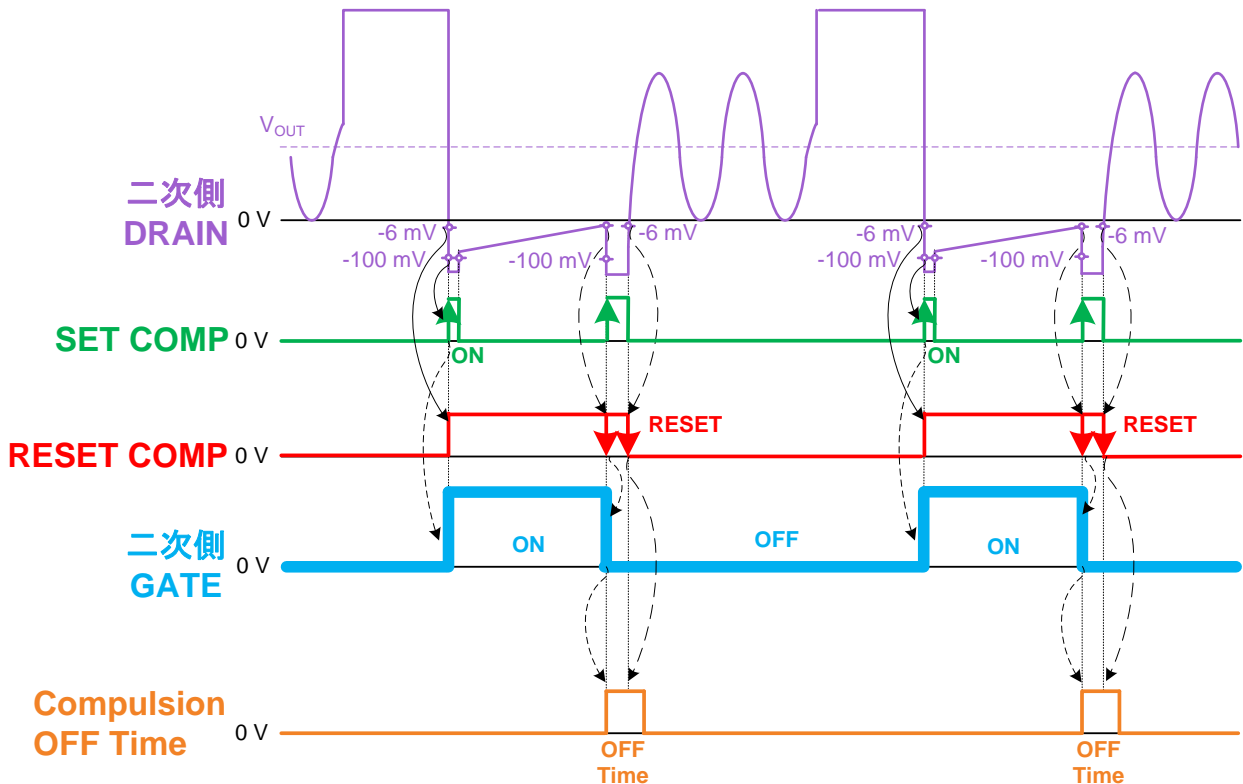 V_OUT
二次側
DRAIN
0 V
-6 mV
-6 mV
-6 mV
-6 mV
-100 mV
-100 mV
-100 mV
-100 mV
SET COMP
0 V
ON
ON
RESET COMP
0 V
RESET
RESET
二次側
GATE
0 V
ON
OFF
ON
Compulsion
OFF Time
0 V
OFF
Time
OFF
Time